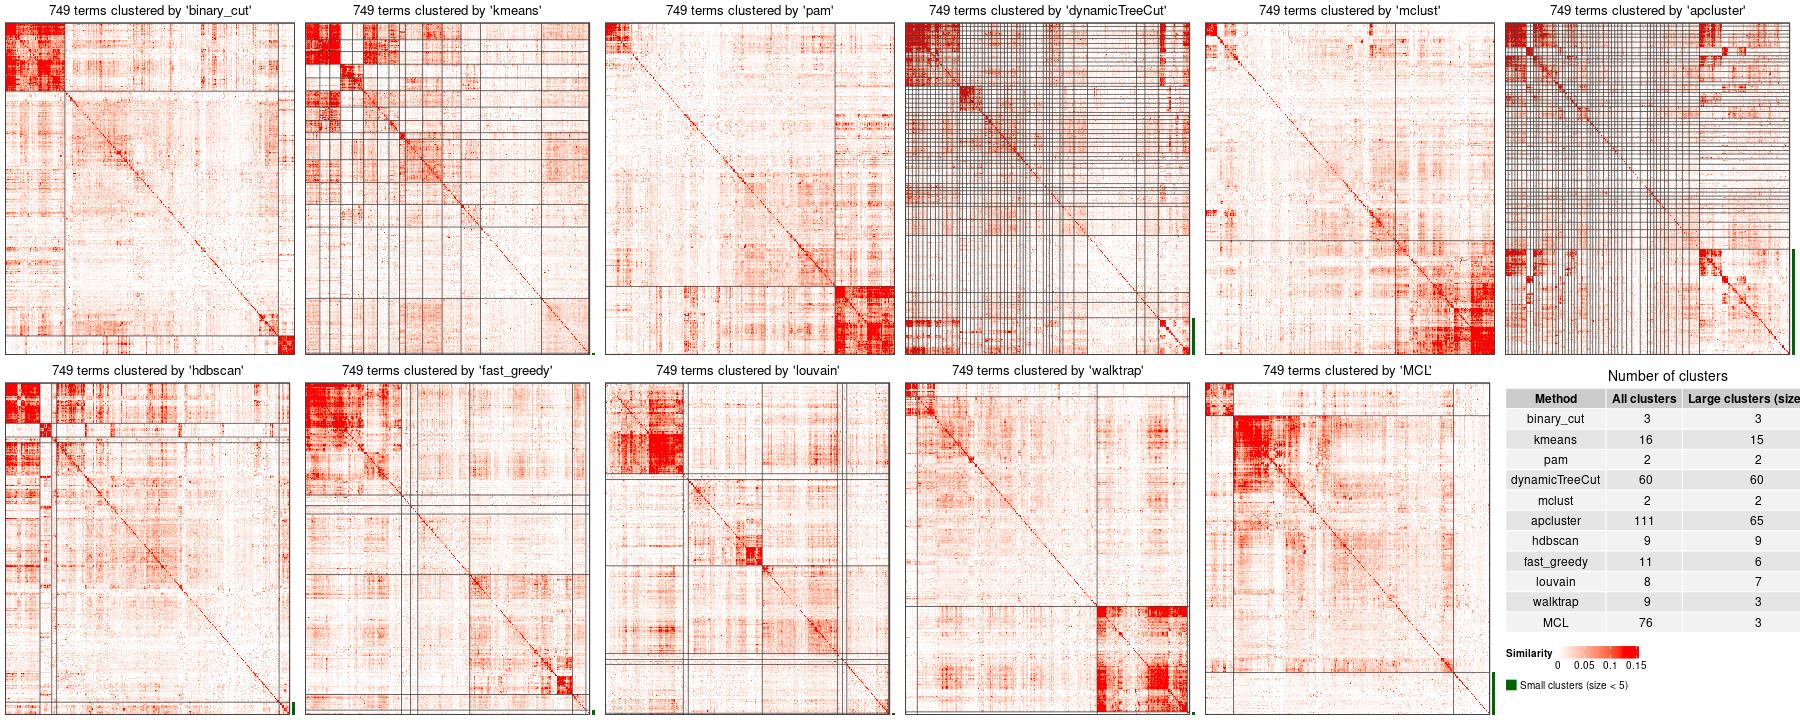 749 terms clustered by 'binary_cut'
749 terms clustered by 'kmeans'
749 terms clustered by 'pam'
749 terms clustered by 'dynamicTreeCut'
749 terms clustered by 'mclust'
749 terms clustered by 'apcluster'
749 terms clustered by 'hdbscan'
749 terms clustered by 'fast_greedy'
749 terms clustered by 'louvain'
749 terms clustered by 'walktrap'
749 terms clustered by 'MCL'
Number of clusters
Method All clusters Large clusters (size
binary_cut 3 3
kmeans 16 15
pam 2 2
dynamicTreeCut 60 60
mclust 2 2
apcluster 111 65
hdbscan 9 9
fast_greedy 11 6
louvain 8 7
walktrap 9 3
MCL 76 3
Similarity
0 0.05 0.1 0.15
Small clusters (size < 5)